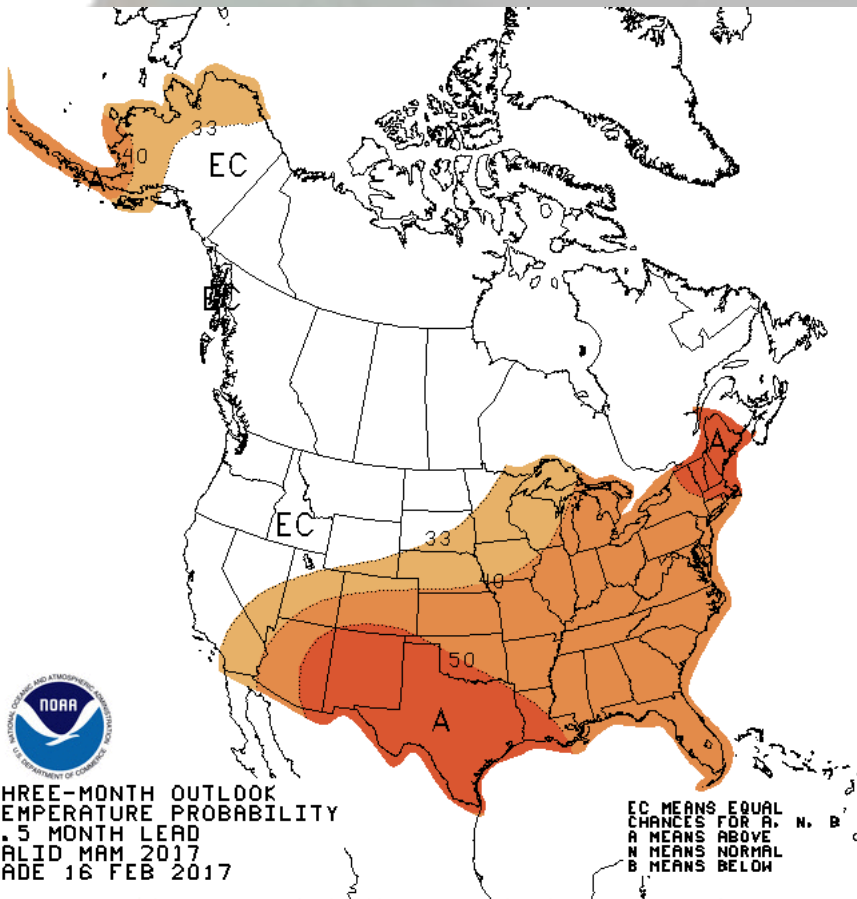 33
40
EC
A
EC
A
EC
33
40
50
A
NATIONAL OCEANIC AND ATMOSPHERIC ADMINISTRATION
NOAA
U.S. DEPARTMENT OF COMMERCE
HREE-MONTH OUTLOOK
EMPERATURE PROBABILITY
.5 MONTH LEAD
ALID MAM 2017
ADE 16 FEB 2017
EC MEANS EQUAL
CHANCES FOR A, N, B
A MEANS ABOVE
N MEANS NORMAL
B MEANS BELOW